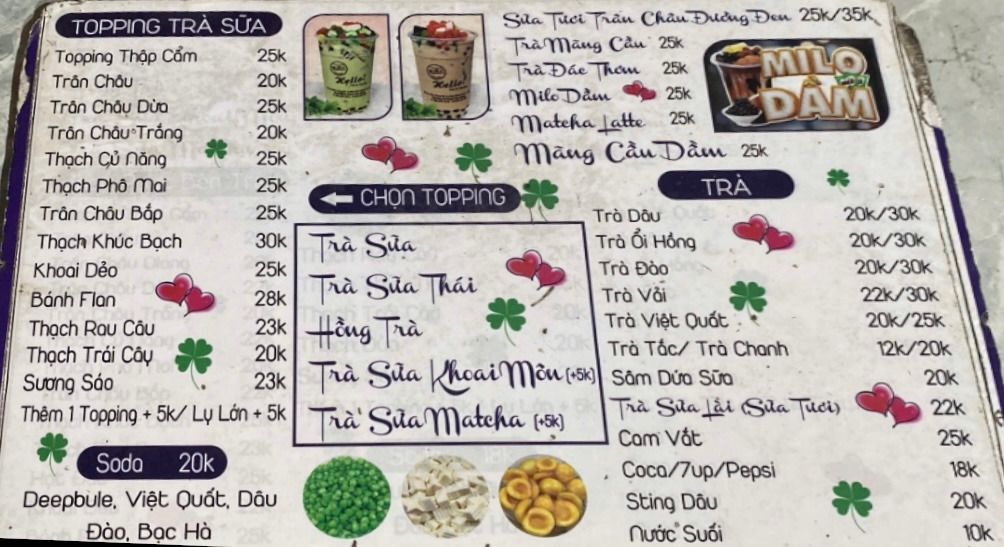 TOPPING TRÀ SỮA
Topping Thập Cẩm 25k
Trân Châu 20k
Trân Châu Dừa 25k
Trân Châu Trắng 20k
Thạch Củ Năng 25k
Thạch Phô Mai 25k
Trân Châu Bắp 25k
Thạch Khúc Bạch 30k
Khoai Dẻo 25k
Bánh Flan 28k
Thạch Rau Câu 23k
Thạch Trái Cây 20k
Sương Sáo 23k
Thêm 1 Topping + 5k/ Ly Lớn + 5k
Soda 20k
Deepbule, Việt Quất, Dâu
Đào, Bạc Hà
Hello!
Hello!
← CHỌN TOPPING
Trà Sữa
Trà Sữa Thái
Hồng Trà
Trà Sữa Khoai Môn (+5k)
Trà Sữa Matcha (+5k)
Sữa Tươi Trân Châu Đường Đen 25k/35k
Trà Mãng Cầu 25k
Trà Đác Thơm 25k
Milo Dầm 25k
Matcha Latte 25k
Mãng Cầu Dầm 25k
MILO
DẦM
TRÀ
Trà Dâu 20k/30k
Trà Ổi Hồng 20k/30k
Trà Đào 20k/30k
Trà Vải 22k/30k
Trà Việt Quất 20k/25k
Trà Tắc/ Trà Chanh 12k/20k
Sâm Dứa Sữa 20k
Trà Sữa Lài (Sữa Tươi) 22k
Cam Vắt 25k
Coca/7up/Pepsi 18k
Sting Dâu 20k
Nước Suối 10k